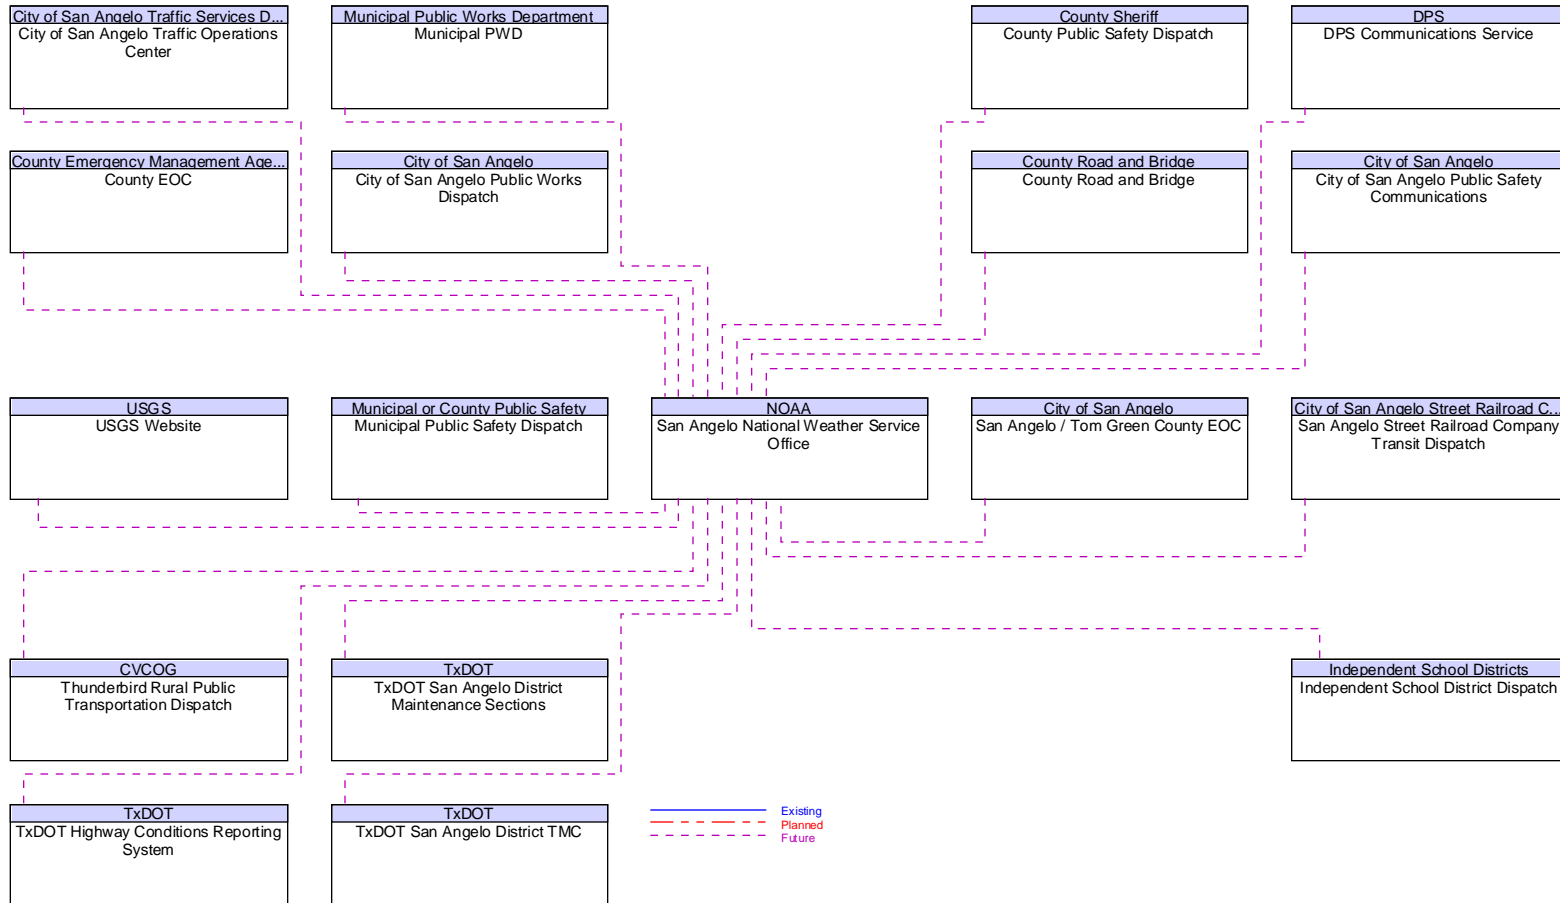 City of San Angelo Traffic Services D...
City of San Angelo Traffic Operations
Center
Municipal Public Works Department
Municipal PWD
County Sheriff
County Public Safety Dispatch
DPS
DPS Communications Service
County Emergency Management Age...
County EOC
City of San Angelo
City of San Angelo Public Works
Dispatch
County Road and Bridge
County Road and Bridge
City of San Angelo
City of San Angelo Public Safety
Communications
USGS
USGS Website
Municipal or County Public Safety
Municipal Public Safety Dispatch
NOAA
San Angelo National Weather Service
Office
City of San Angelo
San Angelo / Tom Green County EOC
City of San Angelo Street Railroad C...
San Angelo Street Railroad Company
Transit Dispatch
CVCOG
Thunderbird Rural Public
Transportation Dispatch
TxDOT
TxDOT San Angelo District
Maintenance Sections
Independent School Districts
Independent School District Dispatch
TxDOT
TxDOT Highway Conditions Reporting
System
TxDOT
TxDOT San Angelo District TMC
Existing
Planned
Future